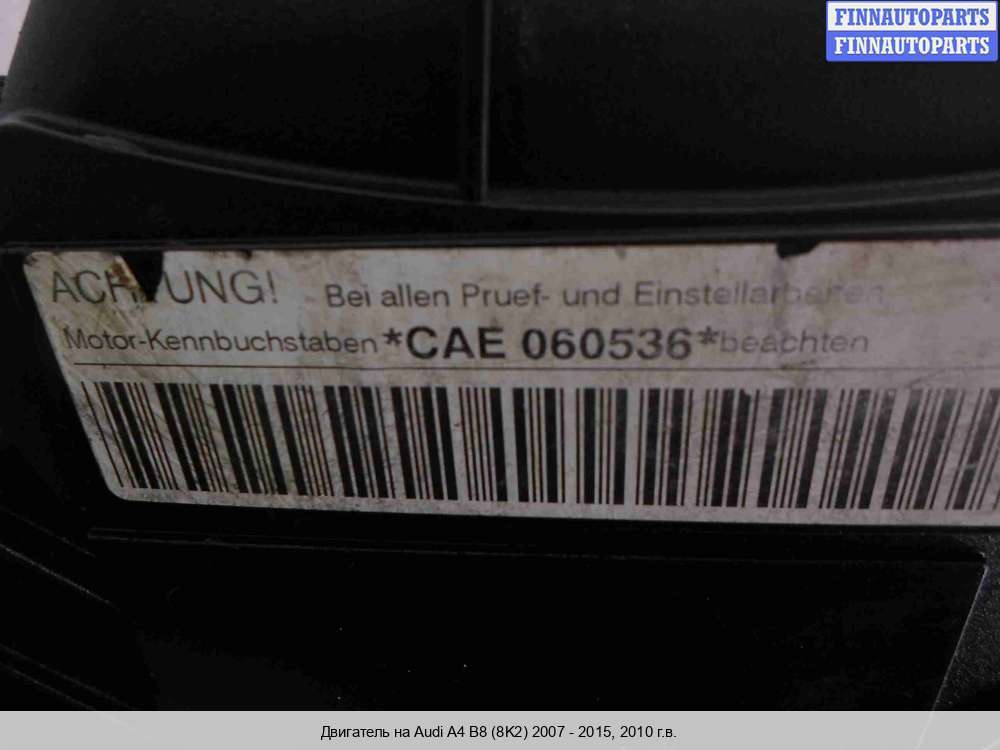 FINNAUTOPARTS
FINNAUTOPARTS
ACHTUNG! Bei allen Pruef- und Einstellarbeiten
Motor-Kennbuchstaben *CAE 060536* beachten
Двигатель на Audi A4 B8 (8K2) 2007 - 2015, 2010 г.в.